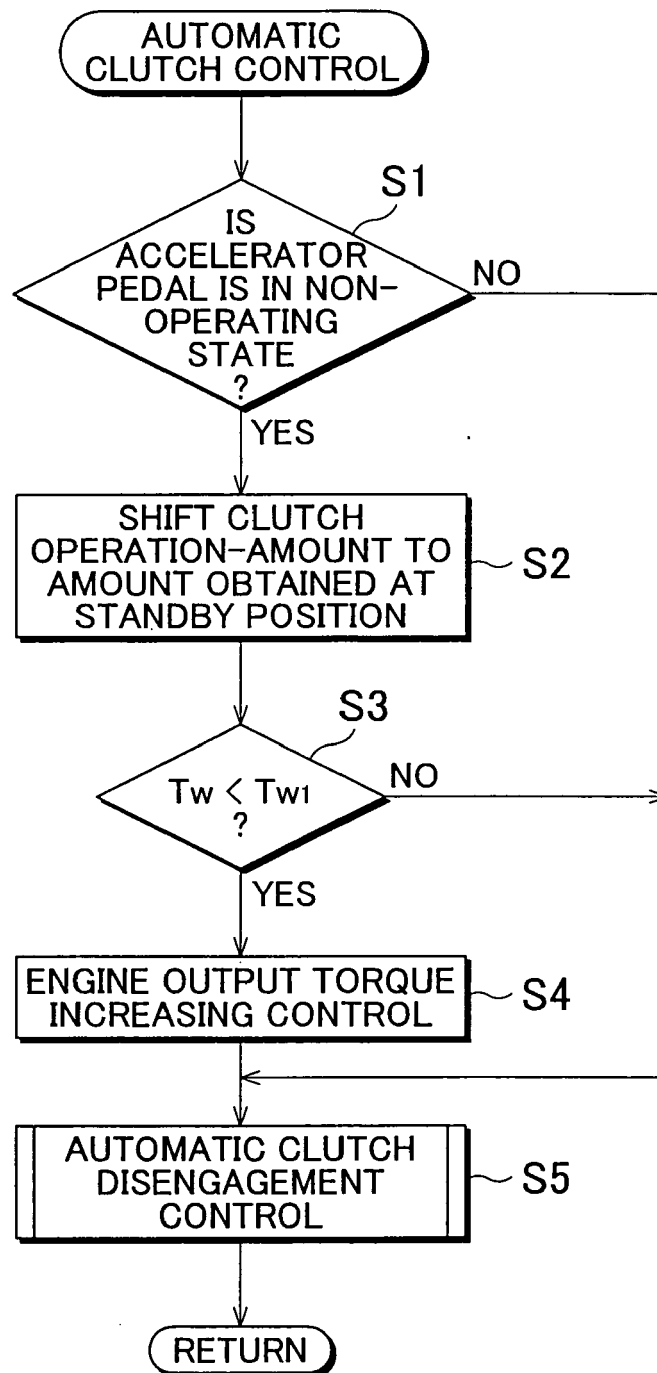 AUTOMATIC
CLUTCH CONTROL
S1
IS
ACCELERATOR
PEDAL IS IN NON-
OPERATING
STATE
?
NO
YES
SHIFT CLUTCH
OPERATION-AMOUNT TO
AMOUNT OBTAINED AT
STANDBY POSITION
S2
S3
Tw < Tw1
?
NO
YES
ENGINE OUTPUT TORQUE
INCREASING CONTROL
S4
AUTOMATIC CLUTCH
DISENGAGEMENT
CONTROL
S5
RETURN